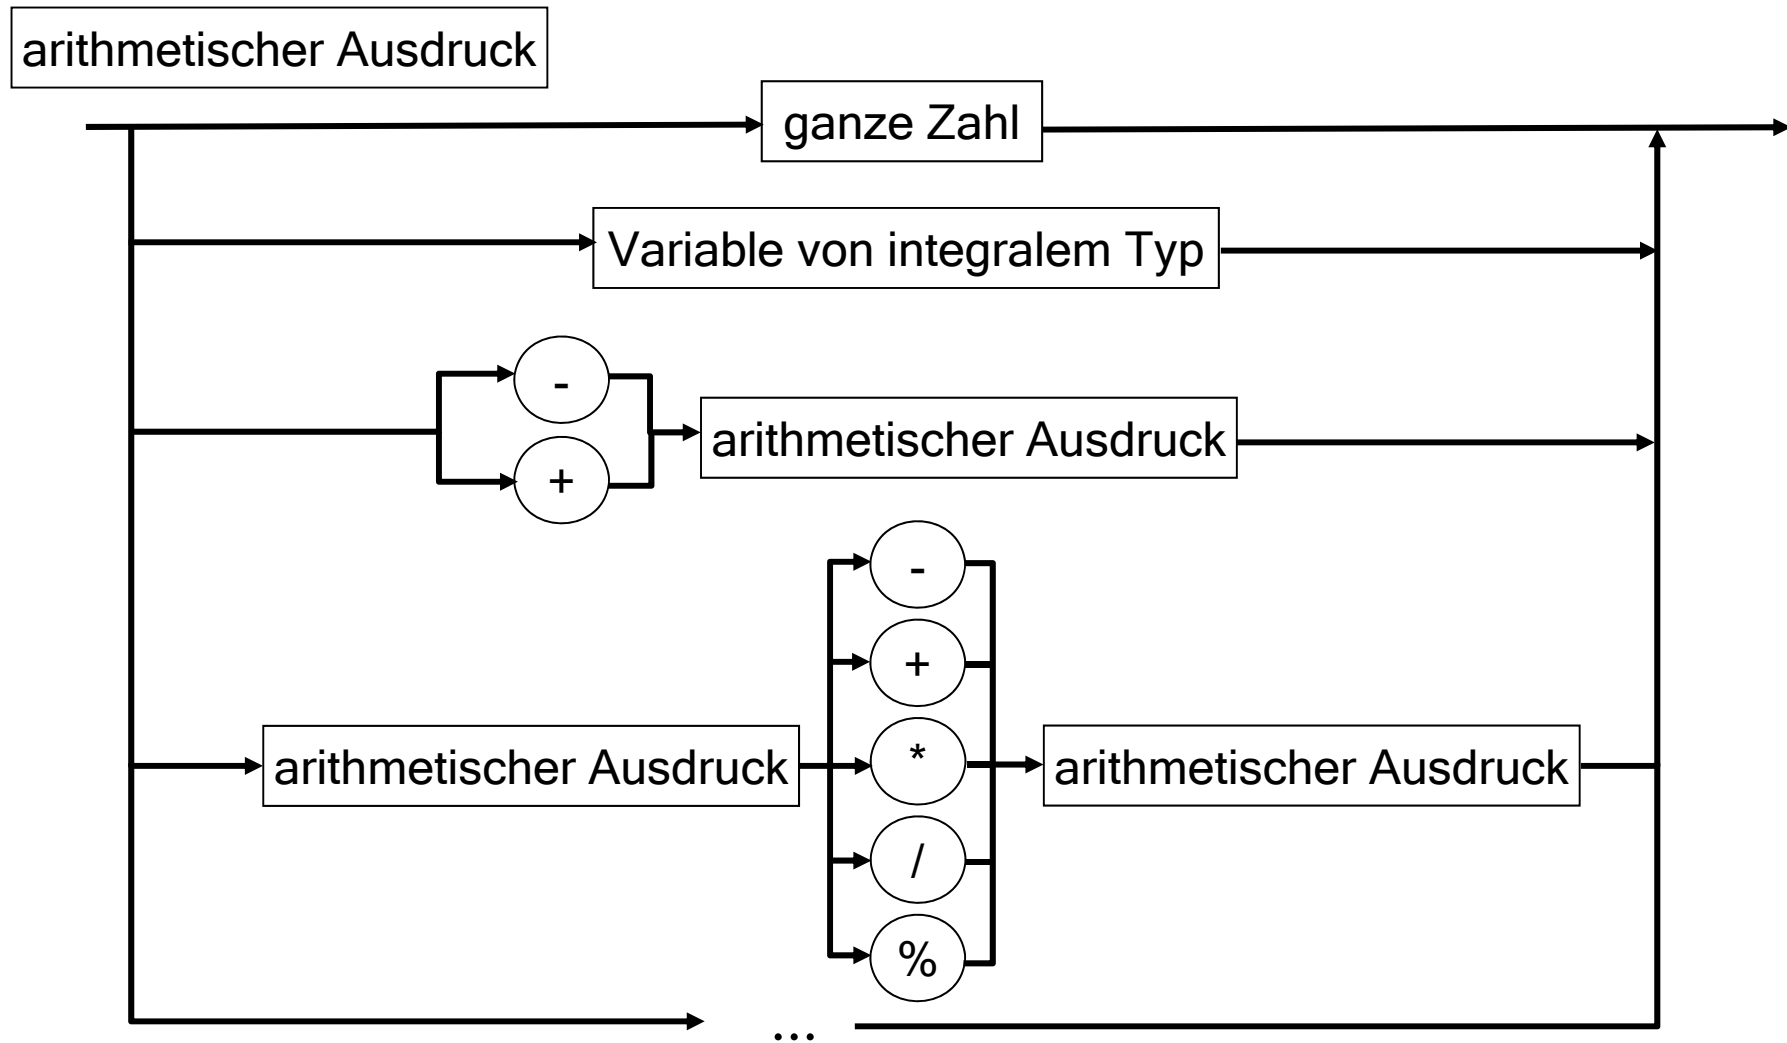 arithmetischer Ausdruck
ganze Zahl
Variable von integralem Typ
-
+
arithmetischer Ausdruck
-
+
*
/
%
arithmetischer Ausdruck
arithmetischer Ausdruck
...